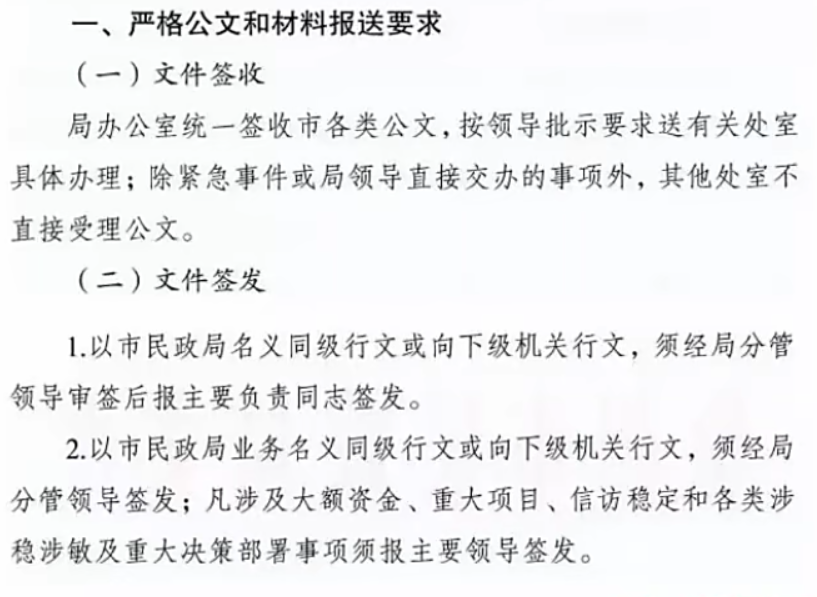 一、严格公文和材料报送要求
（一）文件签收
局办公室统一签收市各类公文，按领导批示要求送有关处室
具体办理；除紧急事件或局领导直接交办的事项外，其他处室不
直接受理公文。
（二）文件签发
1.以市民政局名义同级行文或向下级机关行文，须经局分管
领导审签后报主要负责同志签发。
2.以市民政局业务名义同级行文或向下级机关行文，须经局
分管领导签发；凡涉及大额资金、重大项目、信访稳定和各类涉
稳涉敏及重大决策部署事项须报主要领导签发。